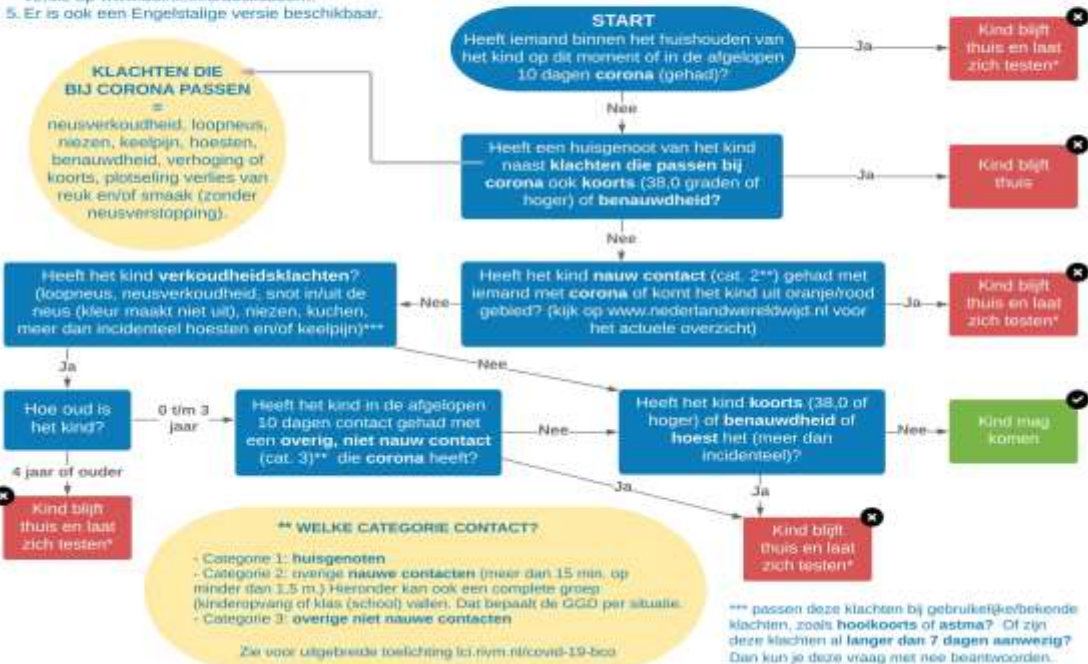 5. Er is ook een Engelstalige versie beschikbaar.
START
Heeft iemand binnen het huishouden van
het kind op dit moment of in de afgelopen
10 dagen corona (gehad)?
Ja
Kind blijft
thuis en laat
zich testen*
KLACHTEN DIE
BIJ CORONA PASSEN
=
neusverkoudheid, loopneus,
niezen, keelpijn, hoesten,
benauwdheid, verhoging of
koorts, plotseling verlies van
reuk en/of smaak (zonder
neusverstopping).
Nee
Heeft een huisgenoot van het kind
naast klachten die passen bij
corona ook koorts (38,0 graden of
hoger) of benauwdheid?
Ja
Kind blijft
thuis
Nee
Heeft het kind nauw contact (cat. 2**) gehad met
iemand met corona of komt het kind uit oranje/rood
gebied? (kijk op www.nederlandwereldwijd.nl voor
het actuele overzicht)
Ja
Kind blijft
thuis en laat
zich testen*
Nee
Heeft het kind verkoudheidsklachten?
(loopneus, neusverkoudheid, snot in/uit de
neus (kleur maakt niet uit), niezen, kuchen,
meer dan incidenteel hoesten en/of keelpijn)***
Ja
Nee
Hoe oud is
het kind?
0 t/m 3
jaar
Heeft het kind in de afgelopen
10 dagen contact gehad met
een overig, niet nauw contact
(cat. 3)** die corona heeft?
Nee
Heeft het kind koorts (38,0 of
hoger) of benauwdheid of
hoest het (meer dan
incidenteel)?
Nee
Kind mag
komen
4 jaar of ouder
Kind blijft
thuis en laat
zich testen*
Ja
Ja
Kind blijft
thuis en laat
zich testen*
** WELKE CATEGORIE CONTACT?
- Categorie 1: huisgenoten
- Categorie 2: overige nauwe contacten (meer dan 15 min. op
minder dan 1,5 m.) Hieronder kan ook een complete groep
(kinderopvang of klas (school) vallen. Dat bepaalt de GGD per situatie.
- Categorie 3: overige niet nauwe contacten
Zie voor uitgebreide toelichting lci.rivm.nl/covid-19-bco
*** passen deze klachten bij gebruikelijke/bekende
klachten, zoals hooikoorts of astma? Of zijn
deze klachten al langer dan 7 dagen aanwezig?
Dan kun je deze vraag met nee beantwoorden.